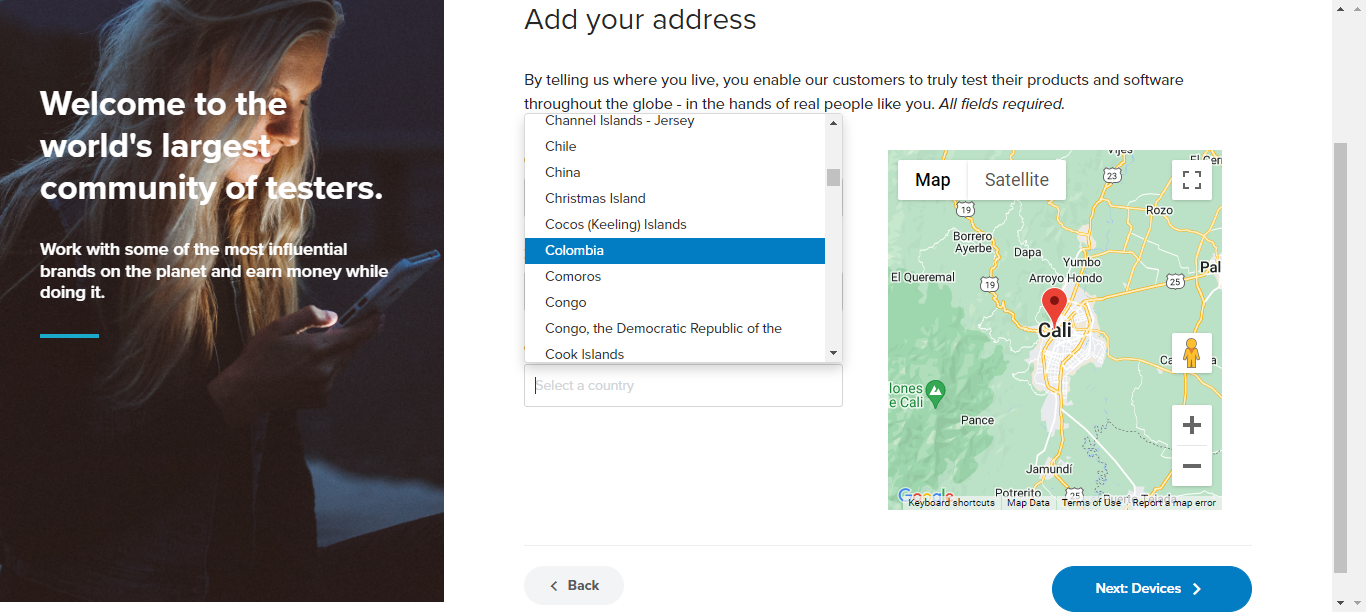 Welcome to the
world's largest
community of testers.
Work with some of the most influential
brands on the planet and earn money while
doing it.
Add your address
By telling us where you live, you enable our customers to truly test their products and software
throughout the globe - in the hands of real people like you. All fields required.
Channel Islands - Jersey
Chile
China
Christmas Island
Cocos (Keeling) Islands
Colombia
Comoros
Congo
Congo, the Democratic Republic of the
Cook Islands
Select a country
Map
Satellite
23
19
Rozo
Borrero
Ayerbe
Dapa
Yumbo
El Queremal
Arroyo Hondo
25
19
Cali
Pance
e Cali
Jamundí
Potrerito
25
Google
Keyboard shortcuts
Map Data
Terms of Use
Report a map error
Back
Next: Devices